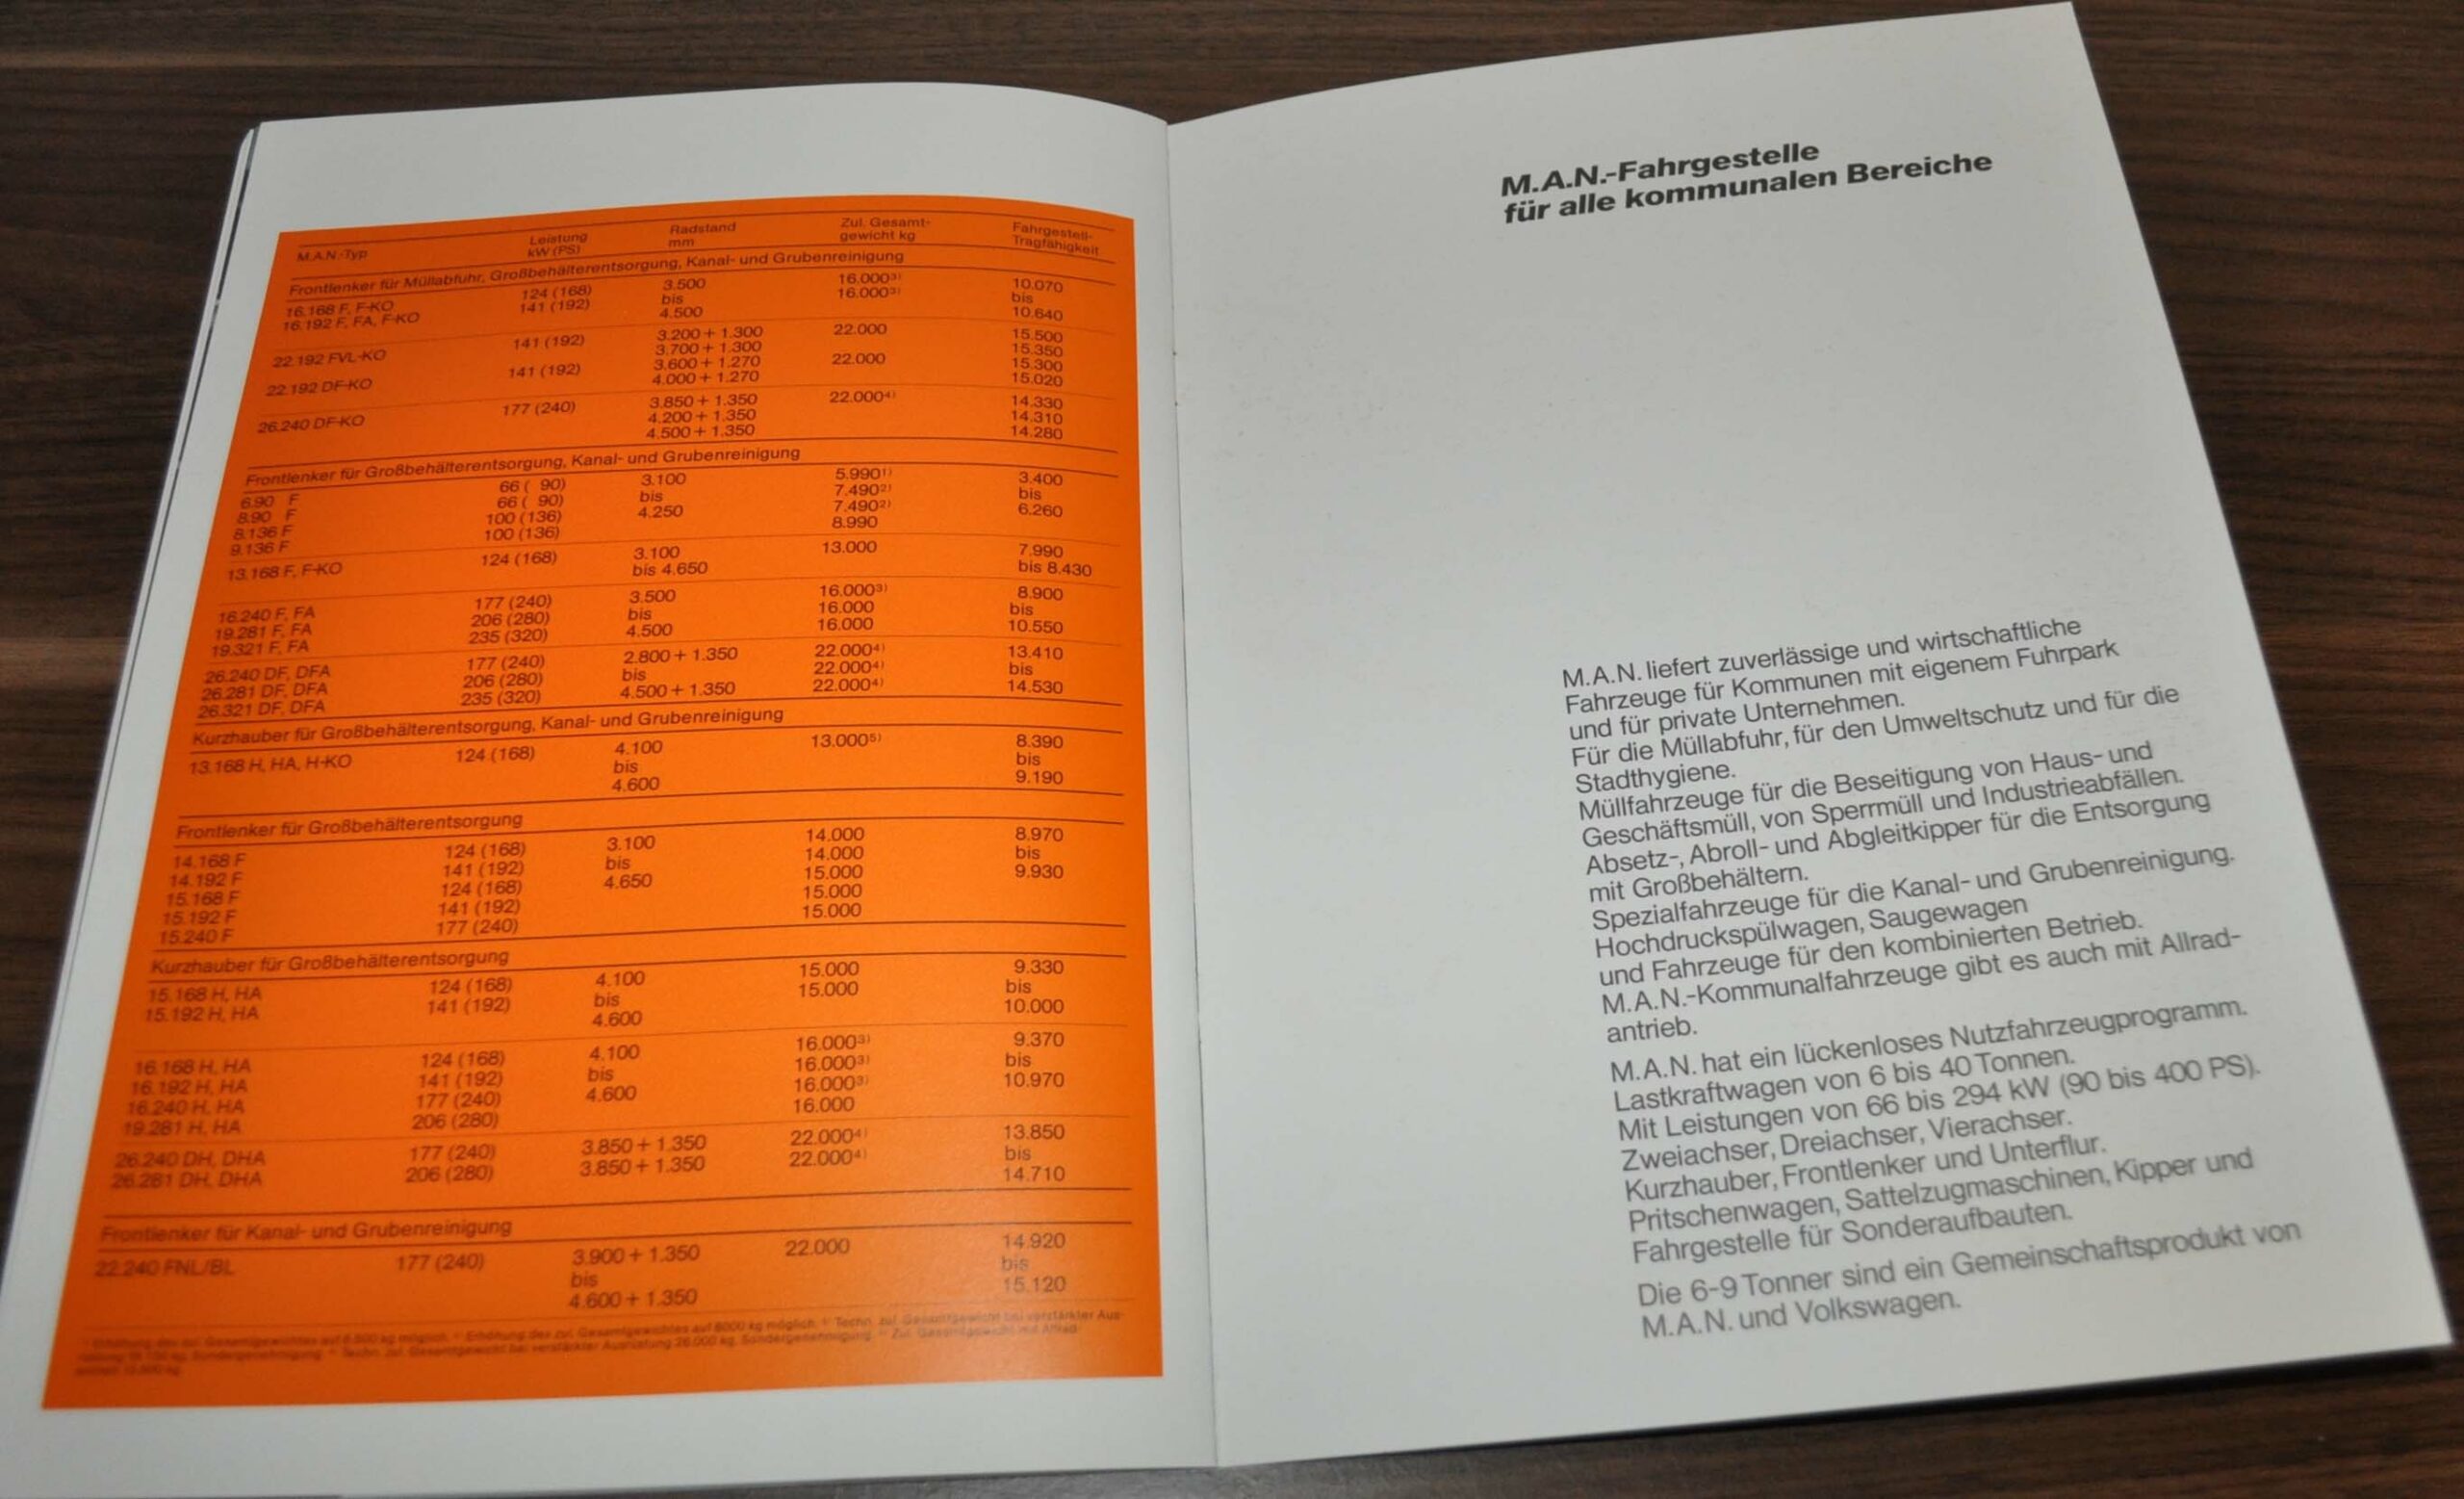 M.A.N.-Typ Leistung kW (PS) Radstand mm Zul. Gesamt-gewicht kg Fahrgestell-Tragfähigkeit
Frontlenker für Müllabfuhr, Großbehälterentsorgung, Kanal- und Grubenreinigung
16.168 F, F-KO 124 (168) 3.500 16.000³⁾ 10.070
16.192 F, FA, F-KO 141 (192) bis 16.000³⁾ bis
4.500 10.640
22.192 FVL-KO 141 (192) 3.200 + 1.300 22.000 15.500
3.700 + 1.300 15.350
22.192 DF-KO 141 (192) 3.600 + 1.270 22.000 15.300
4.000 + 1.270 15.020
26.240 DF-KO 177 (240) 3.850 + 1.350 22.000⁴⁾ 14.330
4.200 + 1.350 14.310
4.500 + 1.350 14.280
Frontlenker für Großbehälterentsorgung, Kanal- und Grubenreinigung
6.90 F 66 ( 90) 3.100 5.990¹⁾ 3.400
8.90 F 66 ( 90) bis 7.490²⁾ bis
8.136 F 100 (136) 4.250 7.490²⁾ 6.260
9.136 F 100 (136) 8.990
13.168 F, F-KO 124 (168) 3.100 13.000 7.990
bis 4.650 bis 8.430
16.240 F, FA 177 (240) 3.500 16.000³⁾ 8.900
19.281 F, FA 206 (280) bis 16.000 bis
19.321 F, FA 235 (320) 4.500 16.000 10.550
26.240 DF, DFA 177 (240) 2.800 + 1.350 22.000⁴⁾ 13.410
26.281 DF, DFA 206 (280) bis 22.000⁴⁾ bis
26.321 DF, DFA 235 (320) 4.500 + 1.350 22.000⁴⁾ 14.530
Kurzhauber für Großbehälterentsorgung, Kanal- und Grubenreinigung
13.168 H, HA, H-KO 124 (168) 4.100 13.000⁵⁾ 8.390
bis bis
4.600 9.190
Frontlenker für Großbehälterentsorgung
14.168 F 124 (168) 3.100 14.000 8.970
14.192 F 141 (192) bis 14.000 bis
15.168 F 124 (168) 4.650 15.000 9.930
15.192 F 141 (192) 15.000
15.240 F 177 (240) 15.000
Kurzhauber für Großbehälterentsorgung
15.168 H, HA 124 (168) 4.100 15.000 9.330
15.192 H, HA 141 (192) bis 15.000 bis
4.600 10.000
16.168 H, HA 124 (168) 4.100 16.000³⁾ 9.370
16.192 H, HA 141 (192) bis 16.000³⁾ bis
16.240 H, HA 177 (240) 4.600 16.000³⁾ 10.970
19.281 H, HA 206 (280) 16.000
26.240 DH, DHA 177 (240) 3.850 + 1.350 22.000⁴⁾ 13.850
26.281 DH, DHA 206 (280) 3.850 + 1.350 22.000⁴⁾ bis
14.710
Frontlenker für Kanal- und Grubenreinigung
22.240 FNL/BL 177 (240) 3.900 + 1.350 22.000 14.920
bis bis
4.600 + 1.350 15.120
M.A.N.-Fahrgestelle
für alle kommunalen Bereiche
M.A.N. liefert zuverlässige und wirtschaftliche
Fahrzeuge für Kommunen mit eigenem Fuhrpark
und für private Unternehmen.
Für die Müllabfuhr, für den Umweltschutz und für die
Stadthygiene.
Müllfahrzeuge für die Beseitigung von Haus- und
Geschäftsmüll, von Sperrmüll und Industrieabfällen.
Absetz-, Abroll- und Abgleitkipper für die Entsorgung
mit Großbehältern.
Spezialfahrzeuge für die Kanal- und Grubenreinigung.
Hochdruckspülwagen, Saugewagen
und Fahrzeuge für den kombinierten Betrieb.
M.A.N.-Kommunalfahrzeuge gibt es auch mit Allrad-
antrieb.
M.A.N. hat ein lückenloses Nutzfahrzeugprogramm.
Lastkraftwagen von 6 bis 40 Tonnen.
Mit Leistungen von 66 bis 294 kW (90 bis 400 PS).
Zweiachser, Dreiachser, Vierachser.
Kurzhauber, Frontlenker und Unterflur.
Pritschenwagen, Sattelzugmaschinen, Kipper und
Fahrgestelle für Sonderaufbauten.
Die 6-9 Tonner sind ein Gemeinschaftsprodukt von
M.A.N. und Volkswagen.